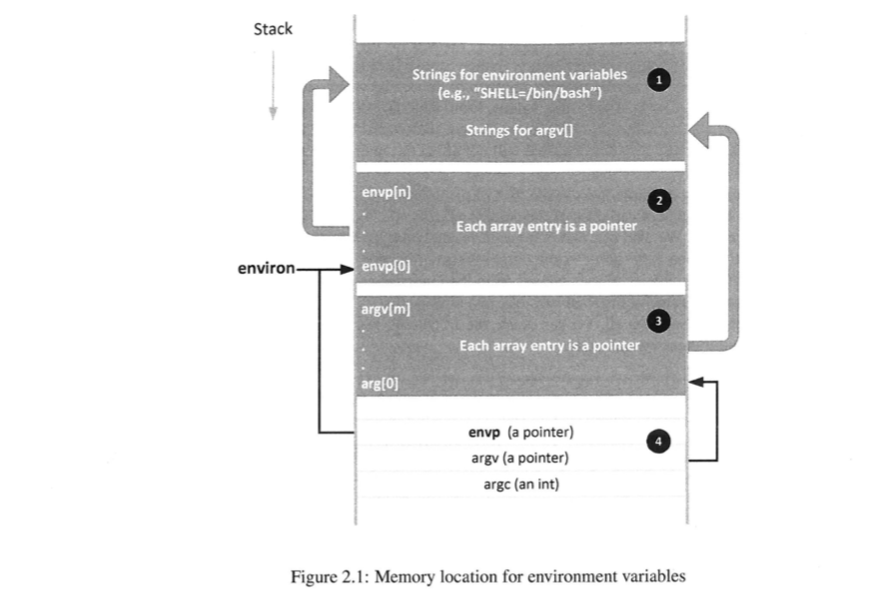 Stack
Strings for environment variables
(e.g., “SHELL=/bin/bash”)
1
Strings for argv[]
envp[n]
.
.
.
2
Each array entry is a pointer
environ
envp[0]
argv[m]
.
.
.
3
Each array entry is a pointer
arg[0]
envp (a pointer)
4
argv (a pointer)
argc (an int)
Figure 2.1: Memory location for environment variables